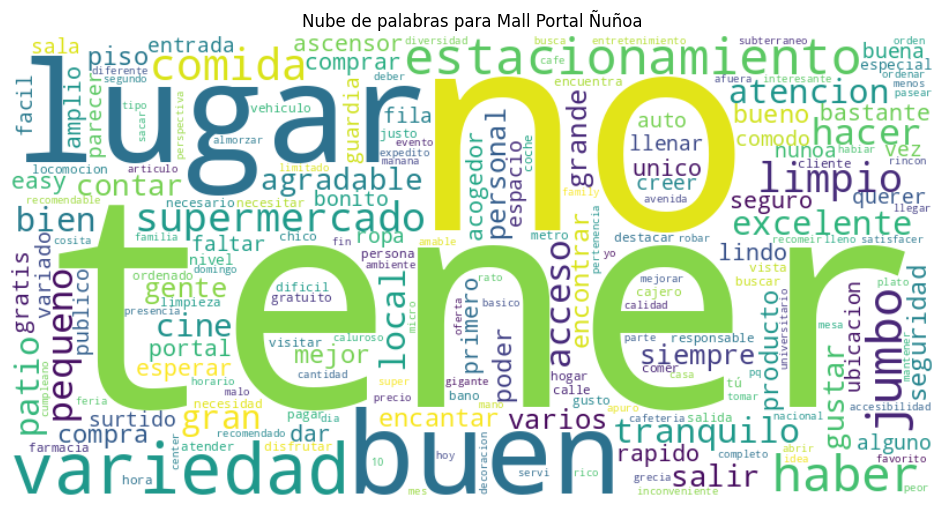 Nube de palabras para Mall Portal Ñuñoa
sala
piso
entrada
ascensor
diversidad
busca
entretenimiento
subterraneo
orden
comida
comprar
estacionamiento
cafe
buena
especial
facil
amplio
parecer
diferente
segundo
deber
encuentra
afuera
interesante
ordenar
menos
pasear
lugar
no
atencion
tipo
sacar
perspectiva
vehiculo
guardia
fila
justo
evento
expedito
manana
personal
coche
grande
auto
llenar
unico
creer
bueno
comodo
bastante
hacer
nunoa
vez
habiar
rincon
almorzar
locomocion
articulo
limitado
easy
contar
agradable
bonito
acogedor
espacio
family
avenida
seguro
limpio
cliente
querer
llegar
recomendable
necesario
necesitar
bien
supermercado
excelente
cosita
familia
chico
fin
amable
metro
destacar
robar
pertenencia
recomeir
lleno
satisfacer
faltar
ropa
persona
ambiente
yo
lindo
vista
buscar
variado
gratis
publico
ordenado
nivel
domingo
limpieza
gente
dificil
gratuito
tener
rato
basico
encontrar
mejorar
calidad
cajero
plato
pequeno
presencia
cine
portal
visitar
caluroso
micro
local
oferta
primero
poder
acceso
parte
responsable
siempre
producto
universitario
mesa
ubicacion
jumbo
mantener
seguridad
patio
cumpleano
esperar
horario
malo
mejor
cantidad
super
precio
gigante
hogar
calle
comer
casa
tú
pq
tomar
gustar
accesibilidad
feria
necesidad
surtido
gran
pagar
dia
dar
encantar
mano
bano
gusto
varios
apuro
cafeteria
salida
nacional
compra
farmacia
center
recomendado
atender
disfrutar
buen
tranquilo
completo
abrir
idea
alguno
favorito
variedad
hora
10
hoy
mes
decoracion
servi
rico
rapido
grecia
inconveniente
salir
haber
peor